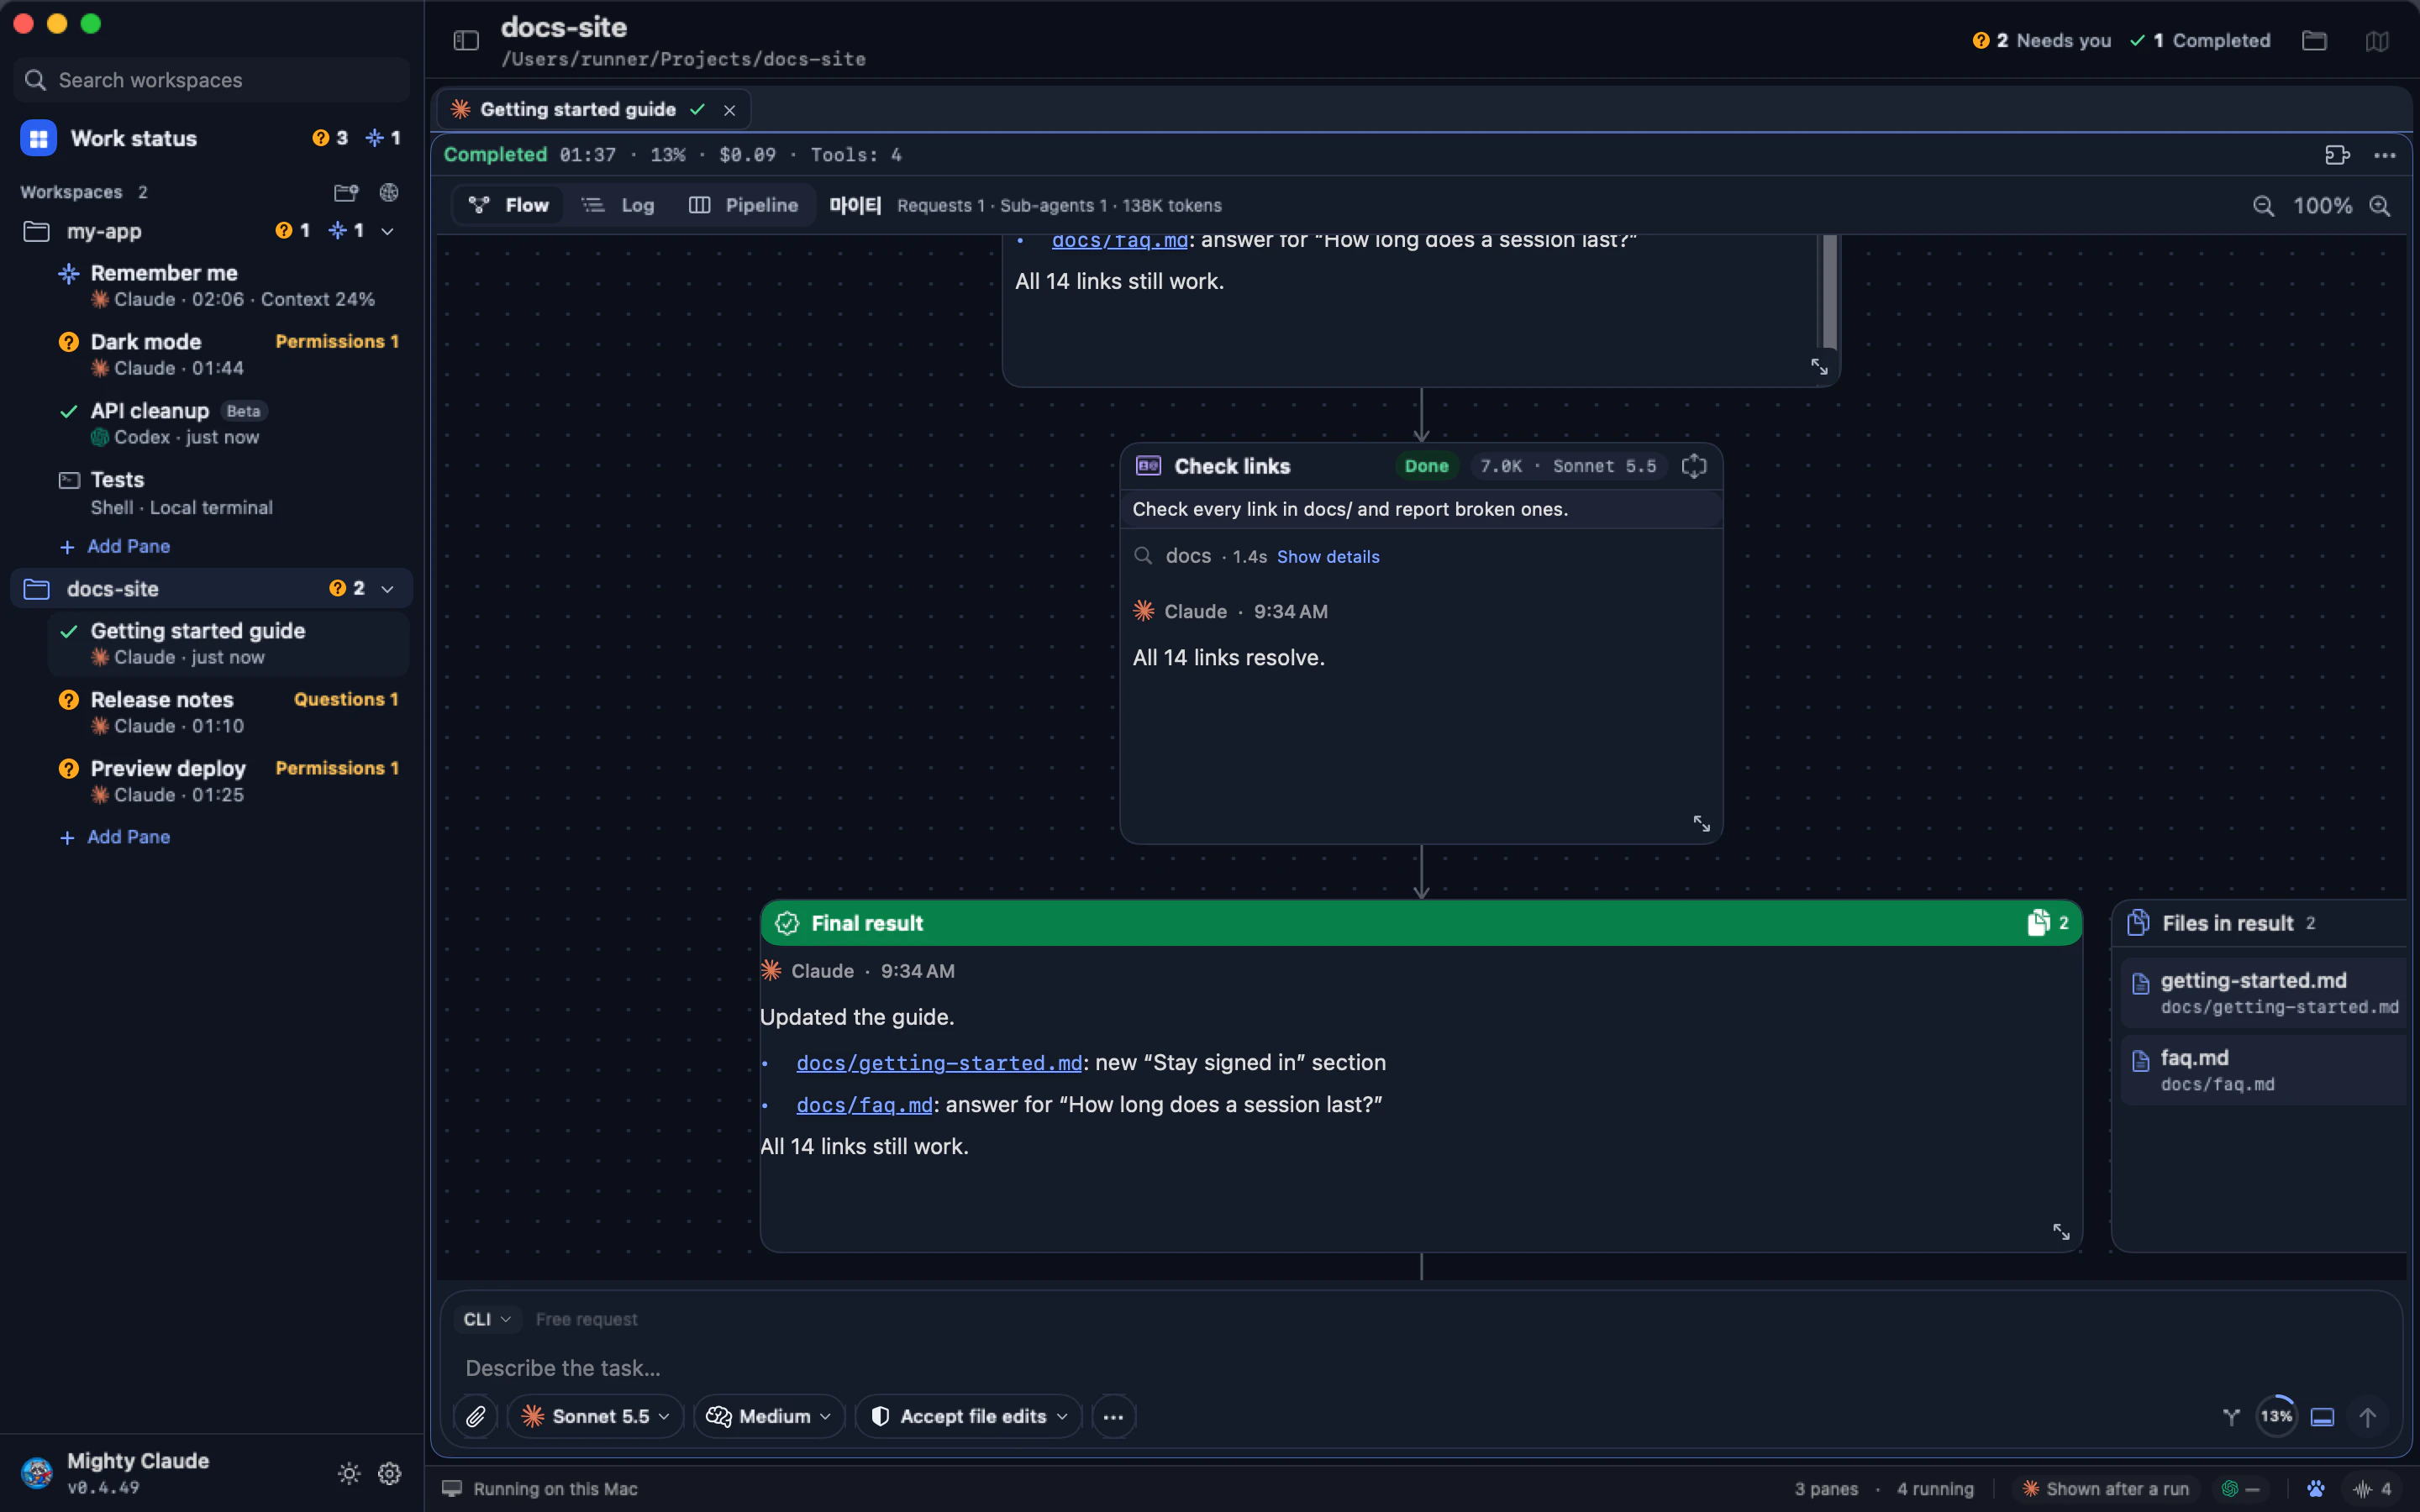 docs-site
/Users/runner/Projects/docs-site
2 Needs you
1 Completed
Search workspaces
Work status 3 1
Workspaces 2
my-app 1 1
Remember me
Claude · 02:06 · Context 24%
Dark mode Permissions 1
Claude · 01:44
API cleanup Beta
Codex · just now
Tests
Shell · Local terminal
+ Add Pane
docs-site 2
Getting started guide
Claude · just now
Release notes Questions 1
Claude · 01:10
Preview deploy Permissions 1
Claude · 01:25
+ Add Pane
Mighty Claude
v0.4.49
Getting started guide
Completed 01:37 · 13% · $0.09 · Tools: 4
Flow Log Pipeline 마이티 Requests 1 · Sub-agents 1 · 138K tokens 100%
• docs/faq.md: answer for “How long does a session last?”
All 14 links still work.
Check links Done 7.0K · Sonnet 5.5
Check every link in docs/ and report broken ones.
docs · 1.4s Show details
Claude · 9:34 AM
All 14 links resolve.
Final result 2
Claude · 9:34 AM
Updated the guide.
• docs/getting-started.md: new “Stay signed in” section
• docs/faq.md: answer for “How long does a session last?”
All 14 links still work.
Files in result 2
getting-started.md
docs/getting-started.md
faq.md
docs/faq.md
CLI Free request
Describe the task...
Sonnet 5.5 Medium Accept file edits 13%
Running on this Mac 3 panes · 4 running Shown after a run — 4